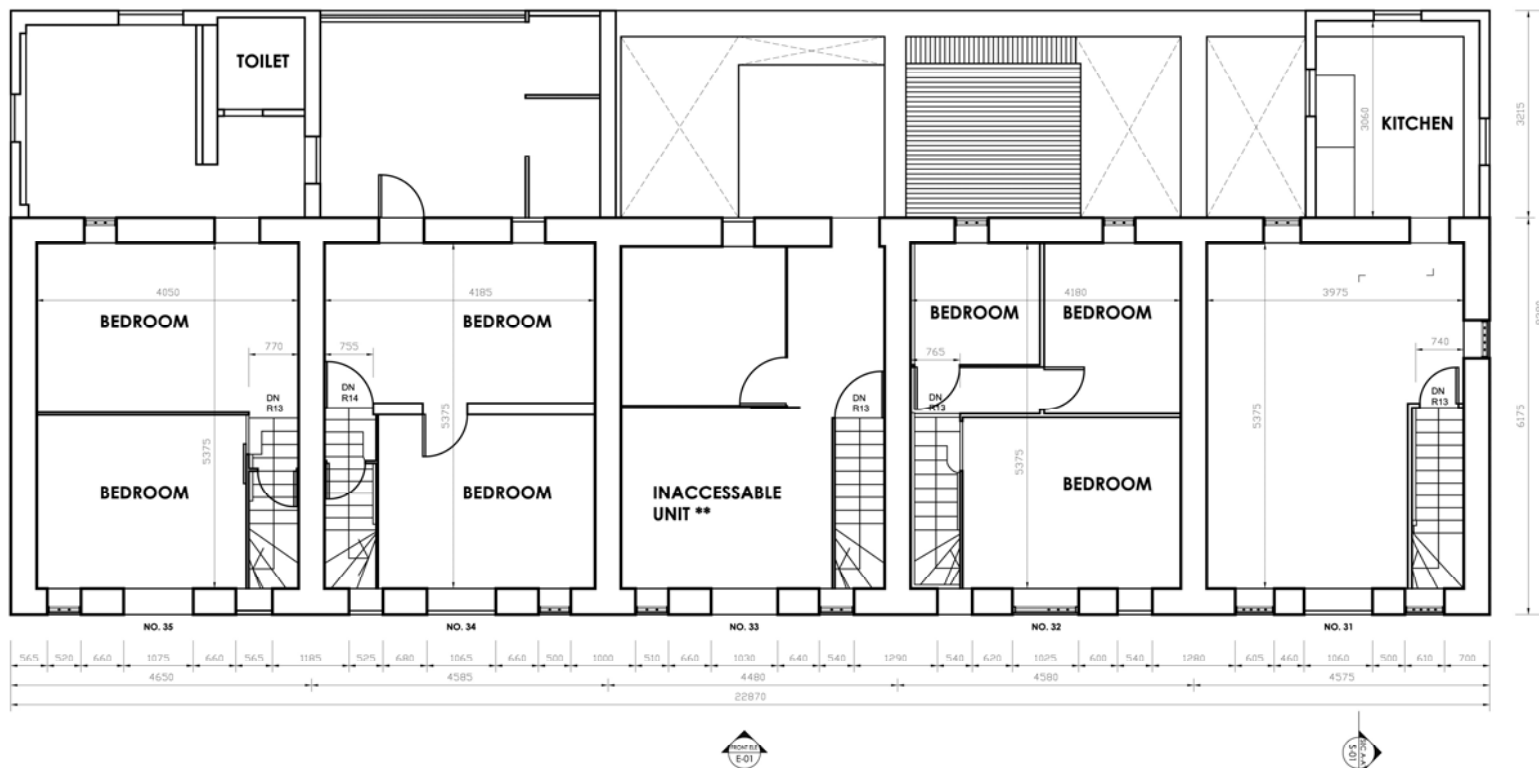 TOILET
KITCHEN
3060
3215
4050
BEDROOM
770
DN
R13
5375
BEDROOM
4185
BEDROOM
755
DN
R14
5375
BEDROOM
DN
R13
INACCESSABLE
UNIT **
4180
BEDROOM
BEDROOM
765
DN
R13
5375
BEDROOM
3975
740
DN
R13
5375
6175
NO. 35
NO. 34
NO. 33
NO. 32
NO. 31
565 520 660 1075 660 565 1185 525 680 1065 660 500 1000 510 660 1030 640 540 1290 540 620 1025 600 540 1280 605 460 1060 500 610 700
4650 4585 4480 4580 4575
22870
FRONT ELE
E-01
S-01